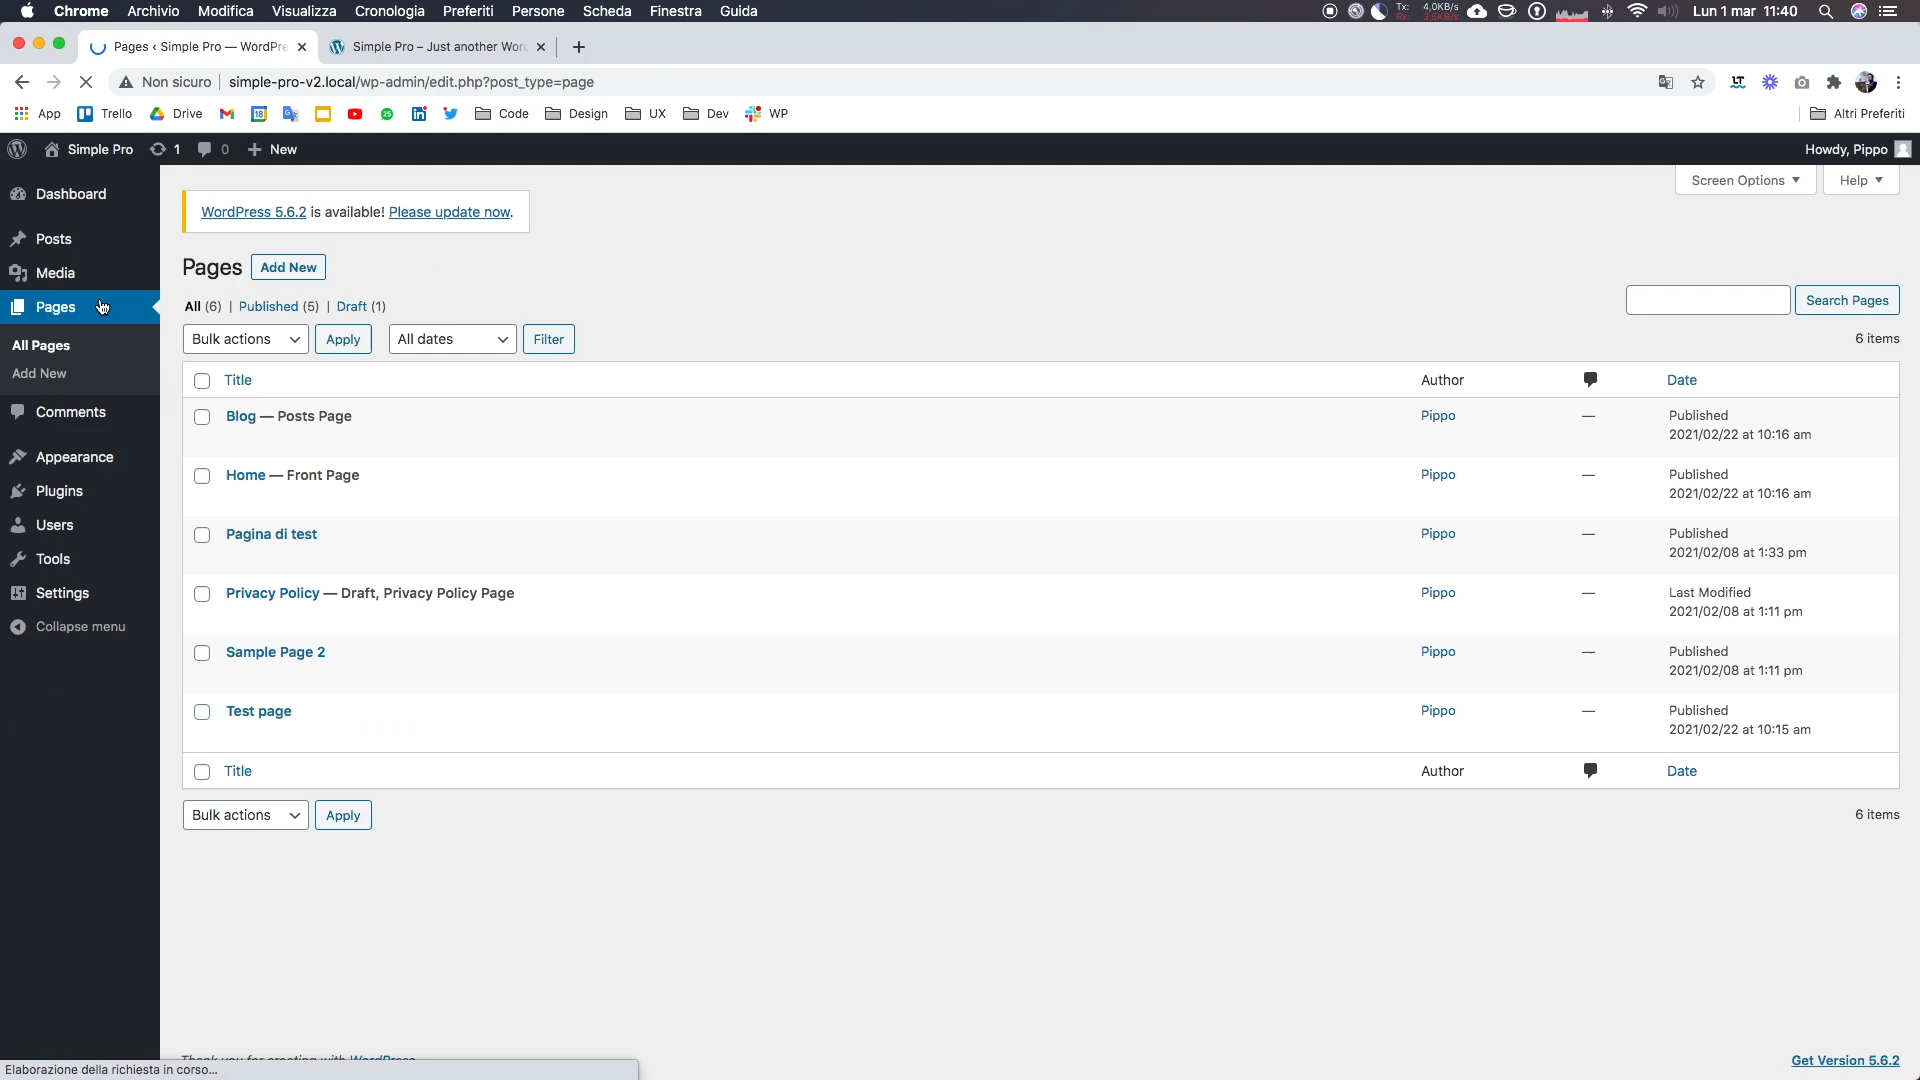 Chrome Archivio Modifica Visualizza Cronologia Preferiti Persone Scheda Finestra Guida Tx: 4,0KB/s Rx: 3,5KB/s Lun 1 mar 11:40
Pages ‹ Simple Pro — WordPre Simple Pro – Just another Wor
Non sicuro simple-pro-v2.local/wp-admin/edit.php?post_type=page
App Trello Drive Code Design UX Dev WP Altri Preferiti
Simple Pro 1 0 New Howdy, Pippo
Dashboard
Posts
Media
Pages
All Pages
Add New
Comments
Appearance
Plugins
Users
Tools
Settings
Collapse menu
Screen Options Help
WordPress 5.6.2 is available! Please update now.
Pages Add New
All (6) | Published (5) | Draft (1)
Search Pages
Bulk actions Apply All dates Filter 6 items
Title Author Date
Blog — Posts Page Pippo — Published
2021/02/22 at 10:16 am
Home — Front Page Pippo — Published
2021/02/22 at 10:16 am
Pagina di test Pippo — Published
2021/02/08 at 1:33 pm
Privacy Policy — Draft, Privacy Policy Page Pippo — Last Modified
2021/02/08 at 1:11 pm
Sample Page 2 Pippo — Published
2021/02/08 at 1:11 pm
Test page Pippo — Published
2021/02/22 at 10:15 am
Title Author Date
Bulk actions Apply 6 items
Thank you for creating with WordPress. Get Version 5.6.2
Elaborazione della richiesta in corso...